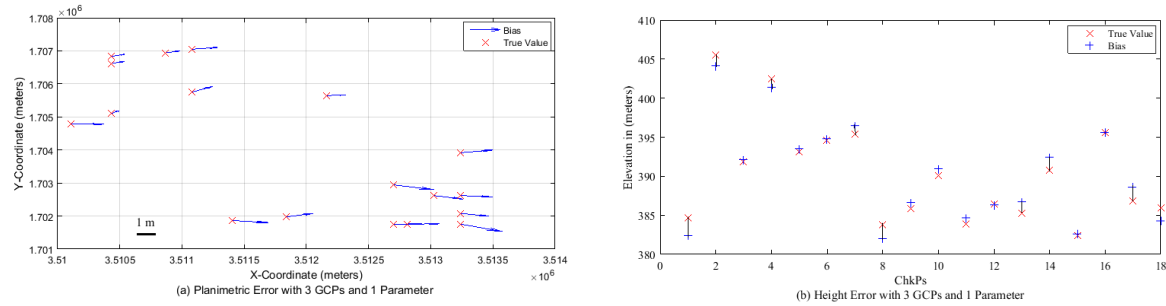 1.708 × 10^6
Bias
True Value
1.707
1.706
1.705
1.704
1.703
1.702
1.701
Y-Coordinate (meters)
1 m
3.51 3.5105 3.511 3.5115 3.512 3.5125 3.513 3.5135 3.514
X-Coordinate (meters)
× 10^6
(a) Planimetric Error with 3 GCPs and 1 Parameter
410
405
400
395
390
385
380
Elevation in (meters)
True Value
Bias
0 2 4 6 8 10 12 14 16 18
ChkPs
(b) Height Error with 3 GCPs and 1 Parameter